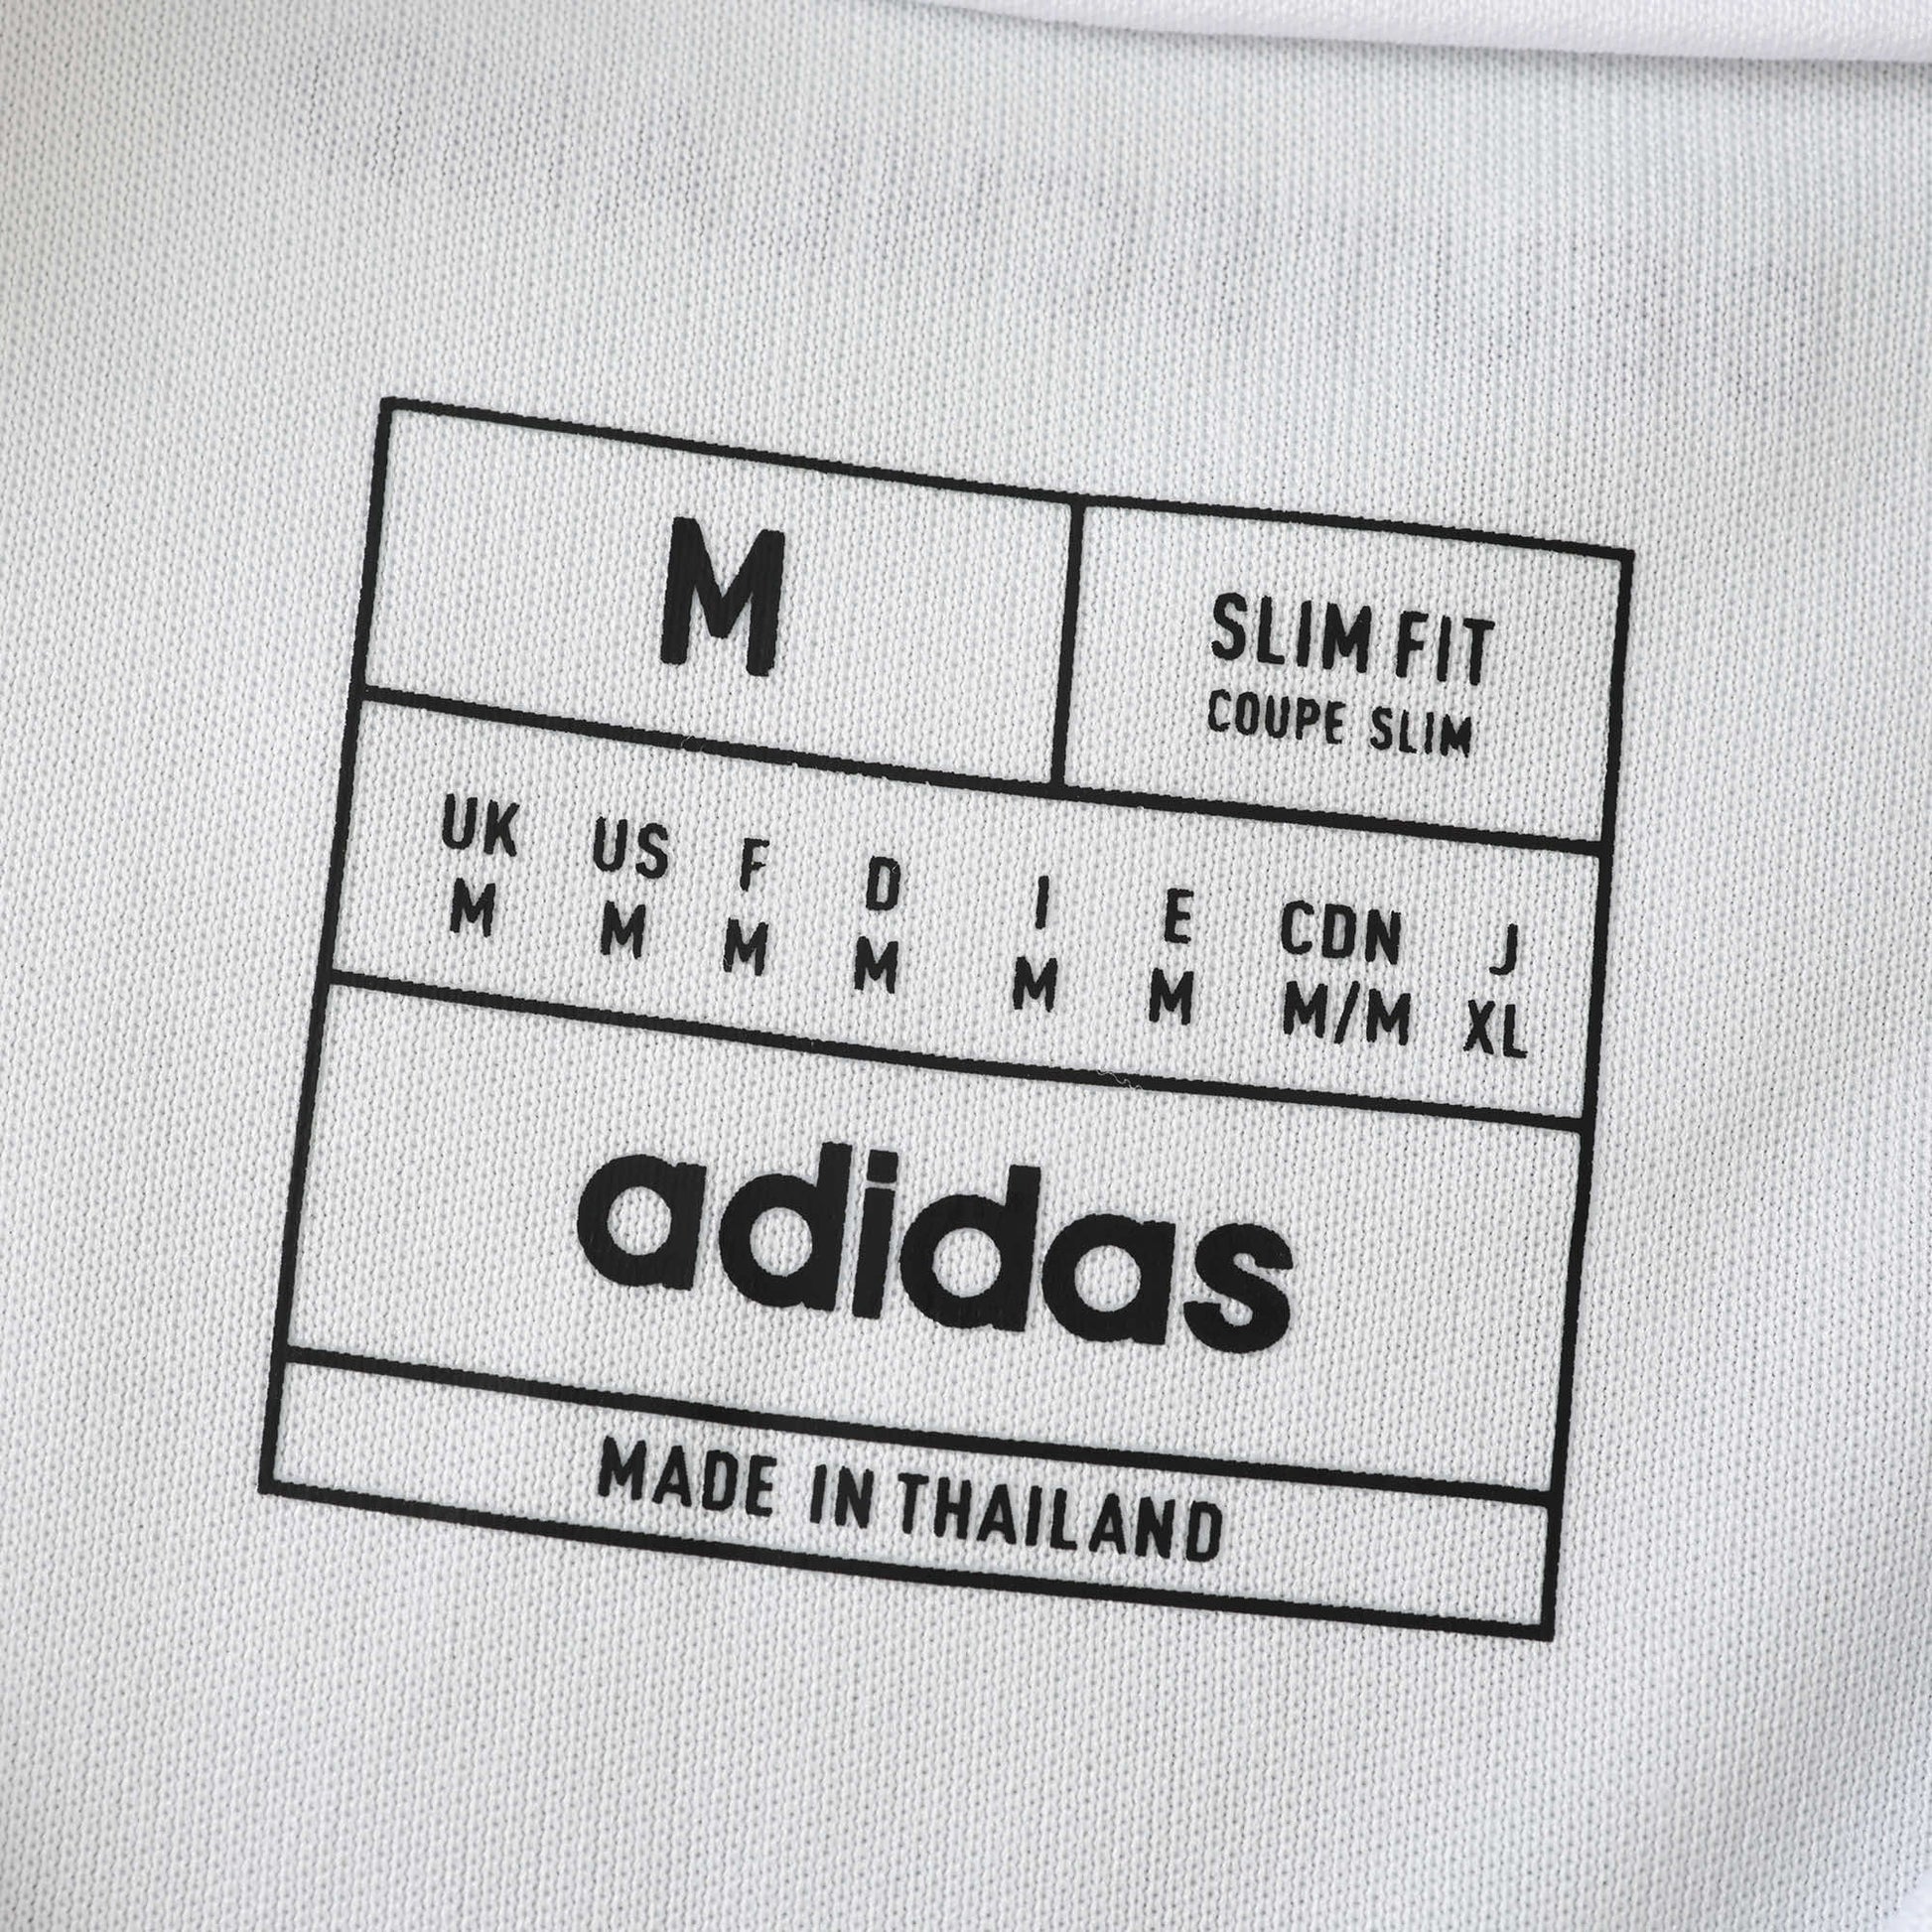 M
SLIM FIT
COUPE SLIM
UK US F D I E CDN J
M M M M M M M/M XL
adidas
MADE IN THAILAND